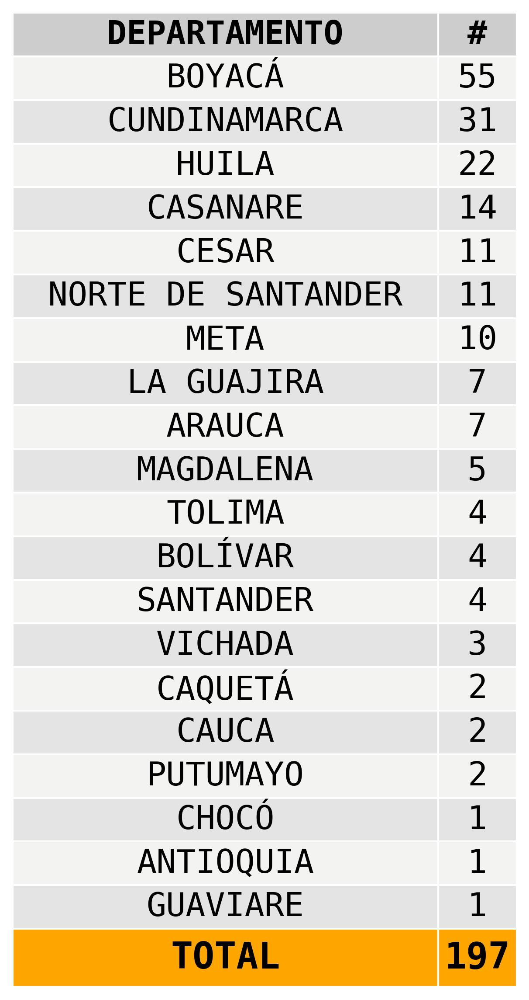 DEPARTAMENTO #
BOYACÁ 55
CUNDINAMARCA 31
HUILA 22
CASANARE 14
CESAR 11
NORTE DE SANTANDER 11
META 10
LA GUAJIRA 7
ARAUCA 7
MAGDALENA 5
TOLIMA 4
BOLÍVAR 4
SANTANDER 4
VICHADA 3
CAQUETÁ 2
CAUCA 2
PUTUMAYO 2
CHOCÓ 1
ANTIOQUIA 1
GUAVIARE 1
TOTAL 197